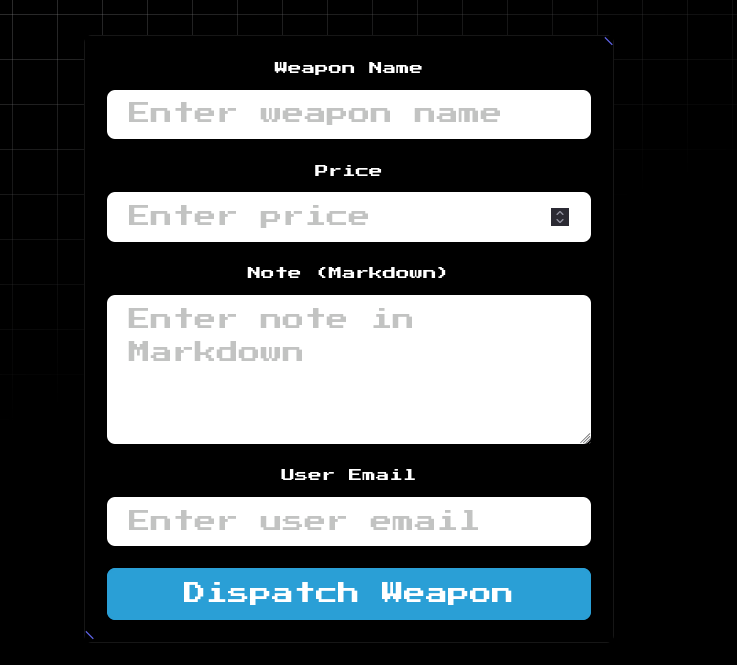 Weapon Name
Enter weapon name
Price
Enter price
Note (Markdown)
Enter note in
Markdown
User Email
Enter user email
Dispatch Weapon